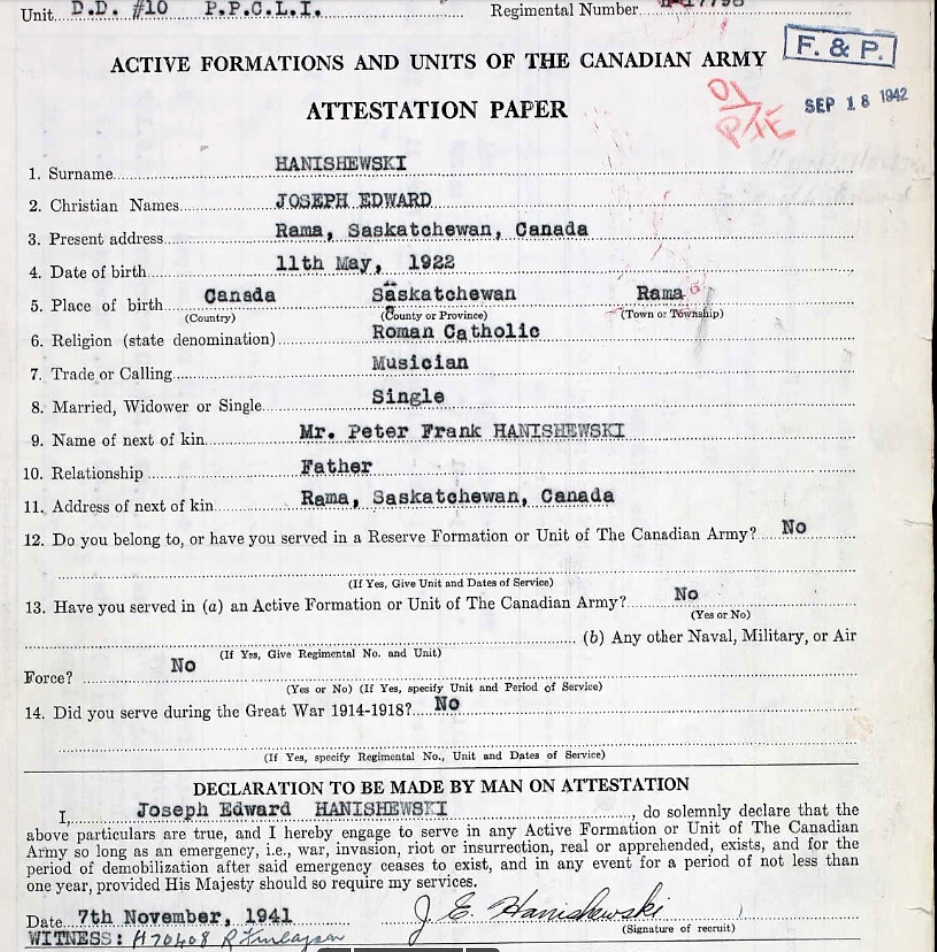 Unit D.D. #10 P.P.C.L.I. Regimental Number
F. & P.
ACTIVE FORMATIONS AND UNITS OF THE CANADIAN ARMY
SEP 18 1942
ATTESTATION PAPER
1. Surname HANISHEWSKI
2. Christian Names JOSEPH EDWARD
3. Present address Rama, Saskatchewan, Canada
4. Date of birth 11th May, 1922
5. Place of birth Canada Saskatchewan Rama
(Country) (County or Province) (Town or Township)
6. Religion (state denomination) Roman Catholic
7. Trade or Calling Musician
8. Married, Widower or Single Single
9. Name of next of kin Mr. Peter Frank HANISHEWSKI
10. Relationship Father
11. Address of next of kin Rama, Saskatchewan, Canada
12. Do you belong to, or have you served in a Reserve Formation or Unit of The Canadian Army? No
(If Yes, Give Unit and Dates of Service)
13. Have you served in (a) an Active Formation or Unit of The Canadian Army? No
(Yes or No)
(b) Any other Naval, Military, or Air
(If Yes, Give Regimental No. and Unit)
Force? No
(Yes or No) (If Yes, specify Unit and Period of Service)
14. Did you serve during the Great War 1914-1918? No
(If Yes, specify Regimental No., Unit and Dates of Service)
DECLARATION TO BE MADE BY MAN ON ATTESTATION
I, Joseph Edward HANISHEWSKI, do solemnly declare that the
above particulars are true, and I hereby engage to serve in any Active Formation or Unit of The Canadian
Army so long as an emergency, i.e., war, invasion, riot or insurrection, real or apprehended, exists, and for the
period of demobilization after said emergency ceases to exist, and in any event for a period of not less than
one year, provided His Majesty should so require my services.
Date 7th November, 1941 J. E. Hanishewski
(Signature of recruit)
WITNESS: H70408 R Finlayson